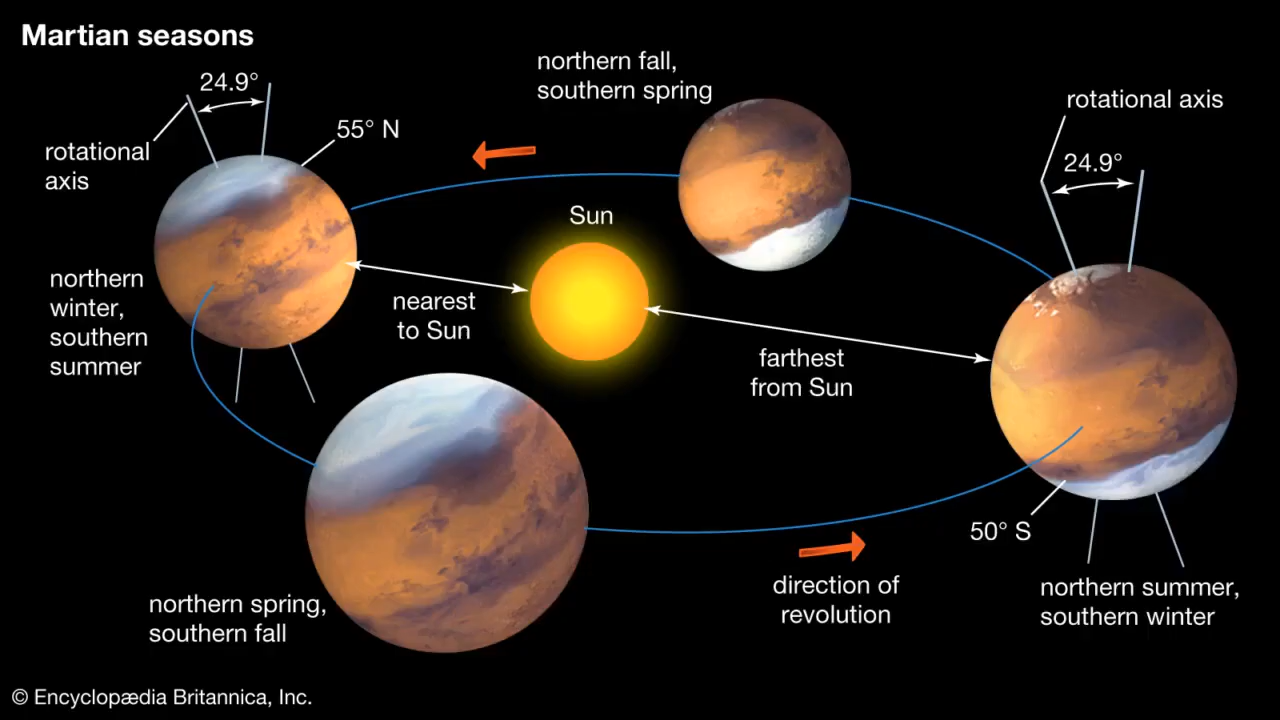 Martian seasons
24.9°
rotational
axis
55° N
northern
winter,
southern
summer
northern fall,
southern spring
Sun
nearest
to Sun
farthest
from Sun
rotational axis
24.9°
50° S
northern summer,
southern winter
direction of
revolution
northern spring,
southern fall
© Encyclopædia Britannica, Inc.